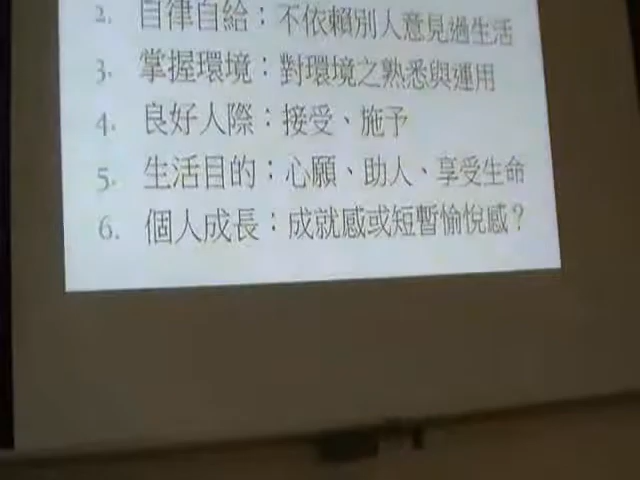 2. 自律自給：不依賴別人意見過生活
3. 掌握環境：對環境之熟悉與運用
4. 良好人際：接受、施予
5. 生活目的：心願、助人、享受生命
6. 個人成長：成就感或短暫愉悅感？